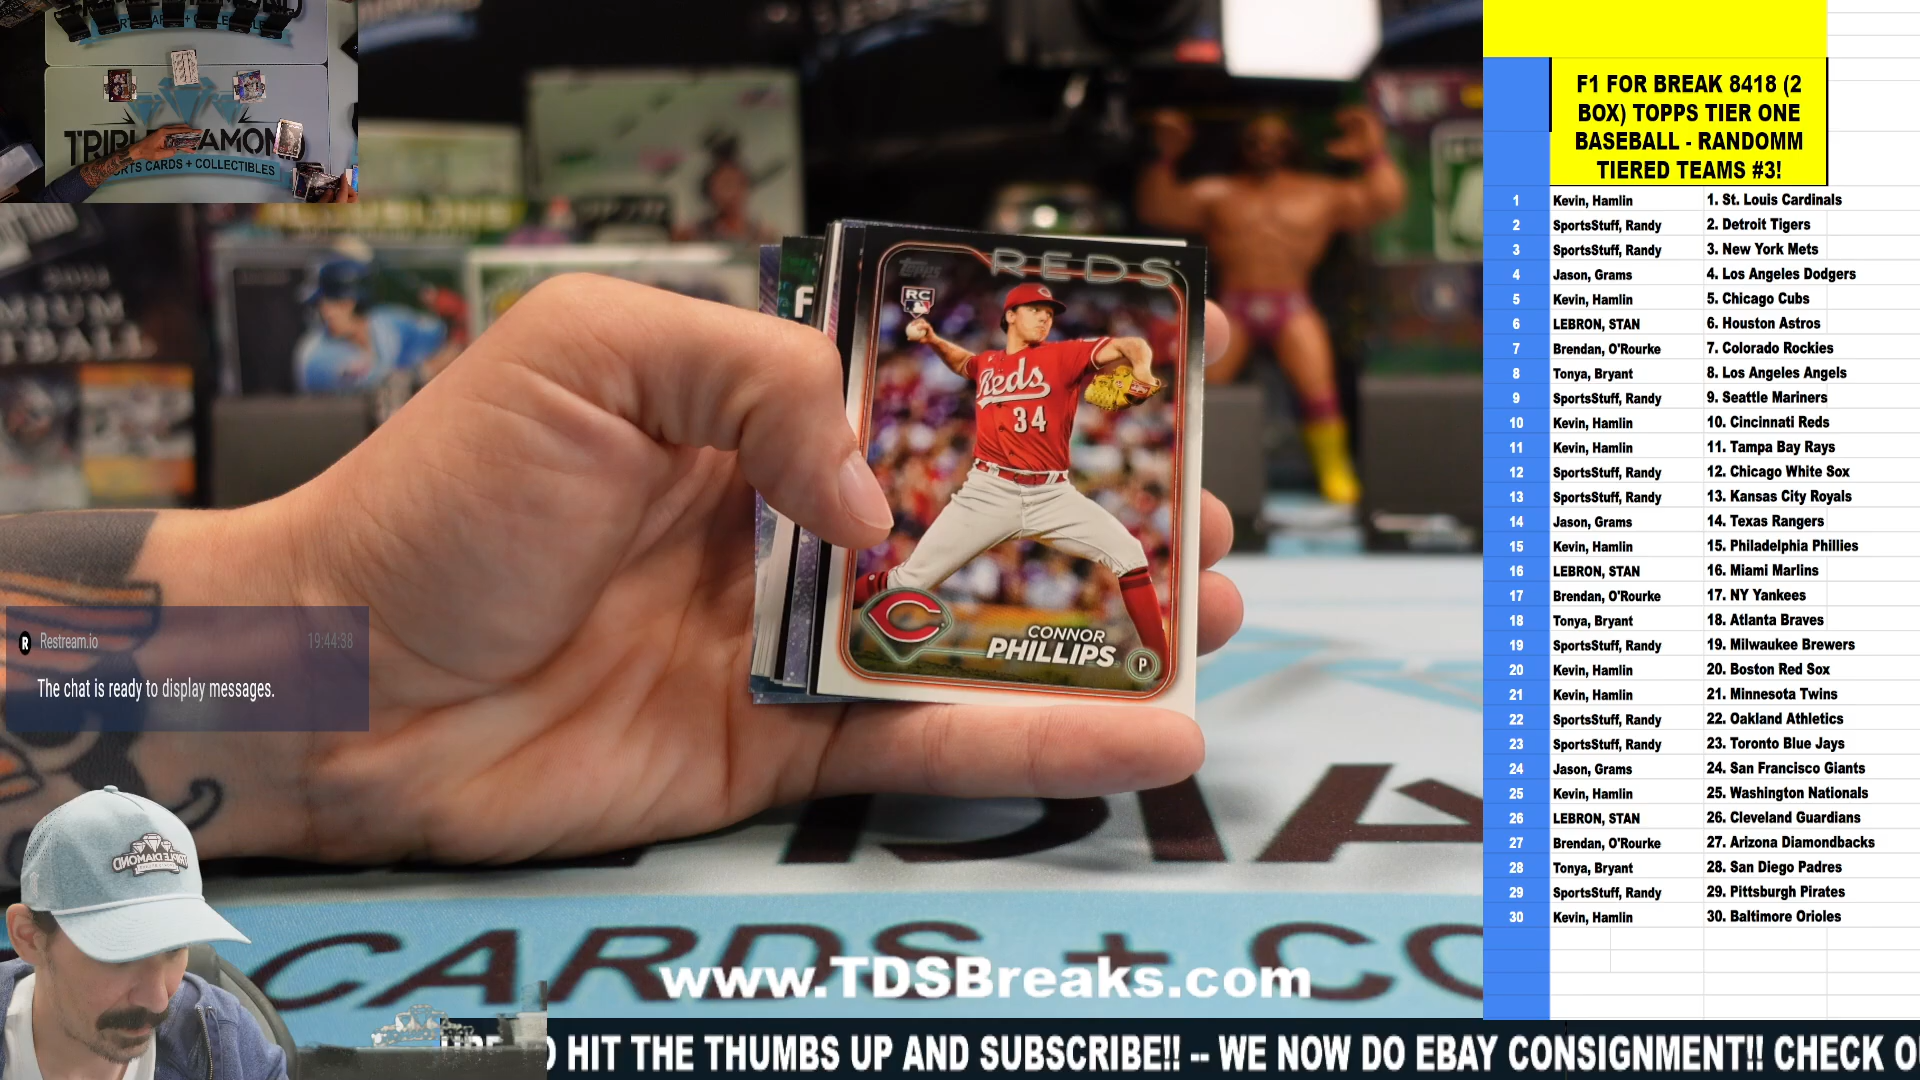 TRIPLE DIAMOND
SPORTS CARDS + COLLECTIBLES
REDS
Topps
RC
Reds
34
CONNOR
PHILLIPS
P
Restream.io 19:44:38
The chat is ready to display messages.
CARDS + CO
www.TDSBreaks.com
HIT THE THUMBS UP AND SUBSCRIBE!! -- WE NOW DO EBAY CONSIGNMENT!! CHECK
F1 FOR BREAK 8418 (2
BOX) TOPPS TIER ONE
BASEBALL - RANDOMM
TIERED TEAMS #3!
1 Kevin, Hamlin 1. St. Louis Cardinals
2 SportsStuff, Randy 2. Detroit Tigers
3 SportsStuff, Randy 3. New York Mets
4 Jason, Grams 4. Los Angeles Dodgers
5 Kevin, Hamlin 5. Chicago Cubs
6 LEBRON, STAN 6. Houston Astros
7 Brendan, O'Rourke 7. Colorado Rockies
8 Tonya, Bryant 8. Los Angeles Angels
9 SportsStuff, Randy 9. Seattle Mariners
10 Kevin, Hamlin 10. Cincinnati Reds
11 Kevin, Hamlin 11. Tampa Bay Rays
12 SportsStuff, Randy 12. Chicago White Sox
13 SportsStuff, Randy 13. Kansas City Royals
14 Jason, Grams 14. Texas Rangers
15 Kevin, Hamlin 15. Philadelphia Phillies
16 LEBRON, STAN 16. Miami Marlins
17 Brendan, O'Rourke 17. NY Yankees
18 Tonya, Bryant 18. Atlanta Braves
19 SportsStuff, Randy 19. Milwaukee Brewers
20 Kevin, Hamlin 20. Boston Red Sox
21 Kevin, Hamlin 21. Minnesota Twins
22 SportsStuff, Randy 22. Oakland Athletics
23 SportsStuff, Randy 23. Toronto Blue Jays
24 Jason, Grams 24. San Francisco Giants
25 Kevin, Hamlin 25. Washington Nationals
26 LEBRON, STAN 26. Cleveland Guardians
27 Brendan, O'Rourke 27. Arizona Diamondbacks
28 Tonya, Bryant 28. San Diego Padres
29 SportsStuff, Randy 29. Pittsburgh Pirates
30 Kevin, Hamlin 30. Baltimore Orioles